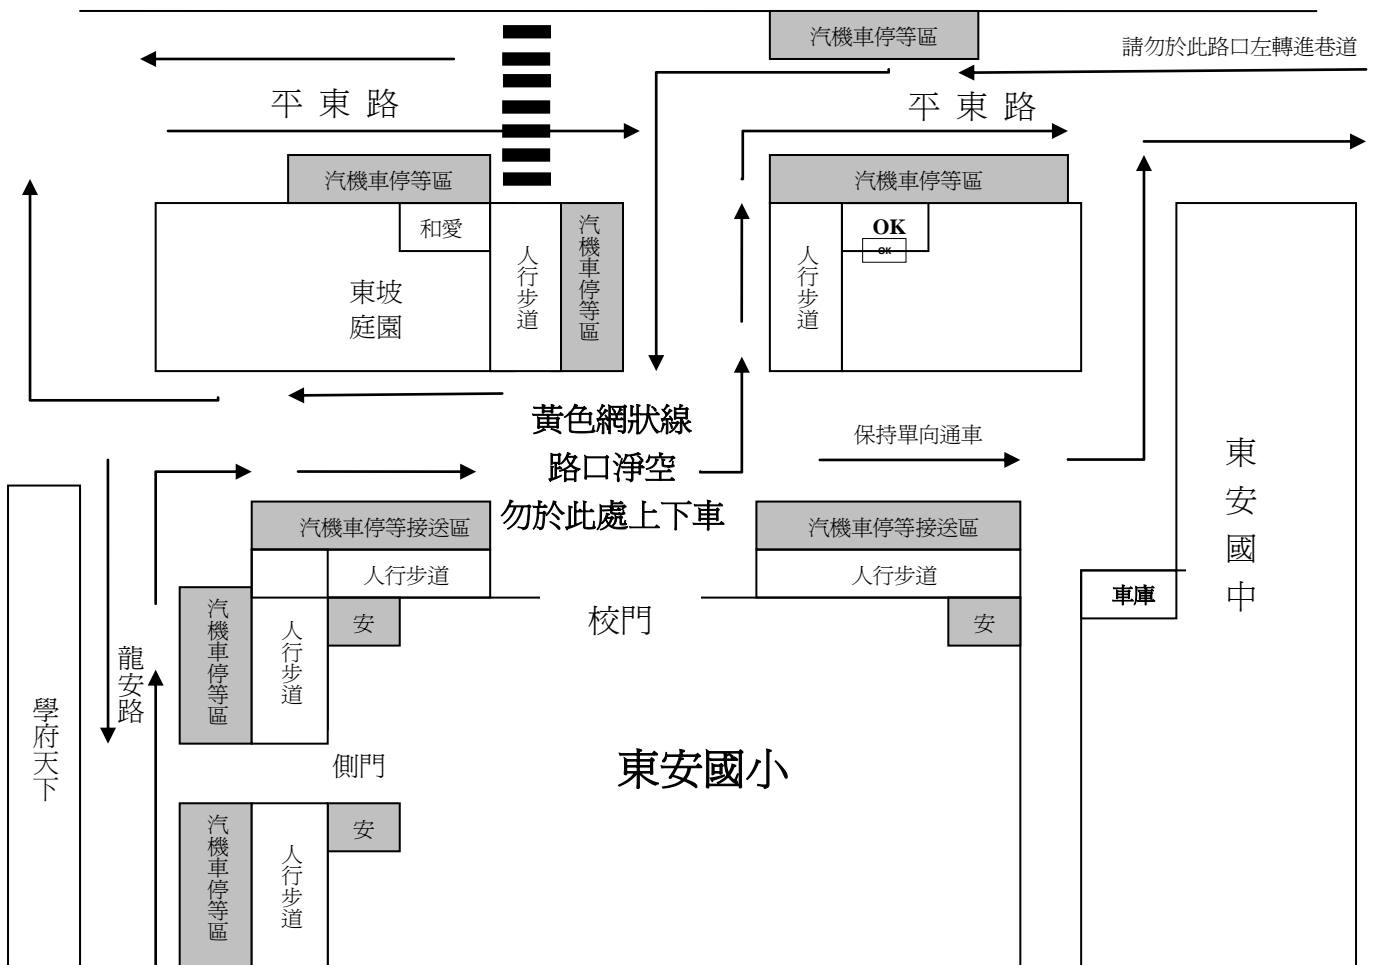 汽機車停等區
請勿於此路口左轉進巷道
平東路
平東路
汽機車停等區
汽機車停等區
和愛
人行步道
汽機車停等區
人行步道
OK
OK
東坡
庭園
黃色網狀線
路口淨空
勿於此處上下車
保持單向通車
東安國中
汽機車停等接送區
汽機車停等接送區
人行步道
人行步道
車庫
汽機車停等區
人行步道
安
校門
安
龍安路
學府天下
側門
東安國小
汽機車停等區
人行步道
安